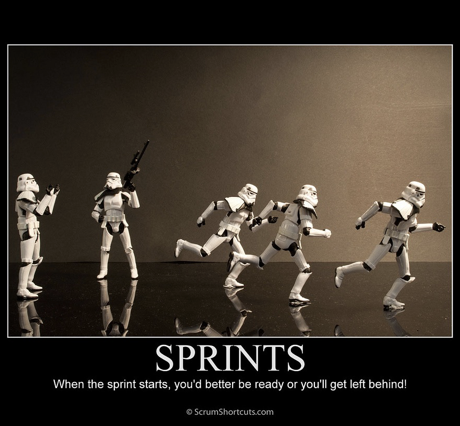 SPRINTS
When the sprint starts, you'd better be ready or you'll get left behind!
© ScrumShortcuts.com